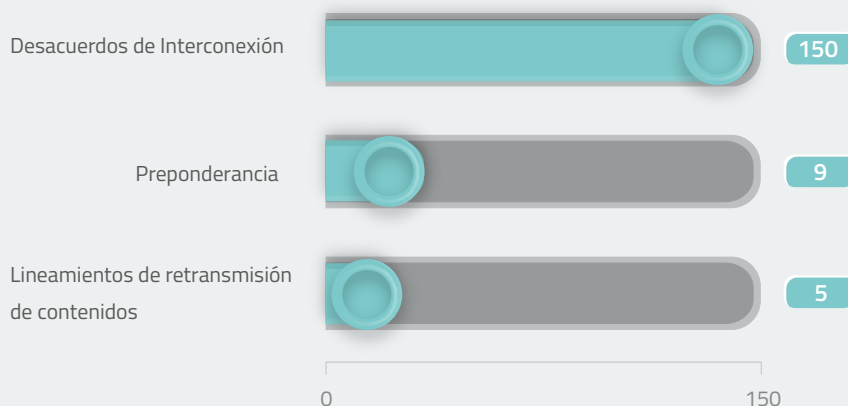 Desacuerdos de Interconexión
150
Preponderancia
9
Lineamientos de retransmisión
de contenidos
5
0
150